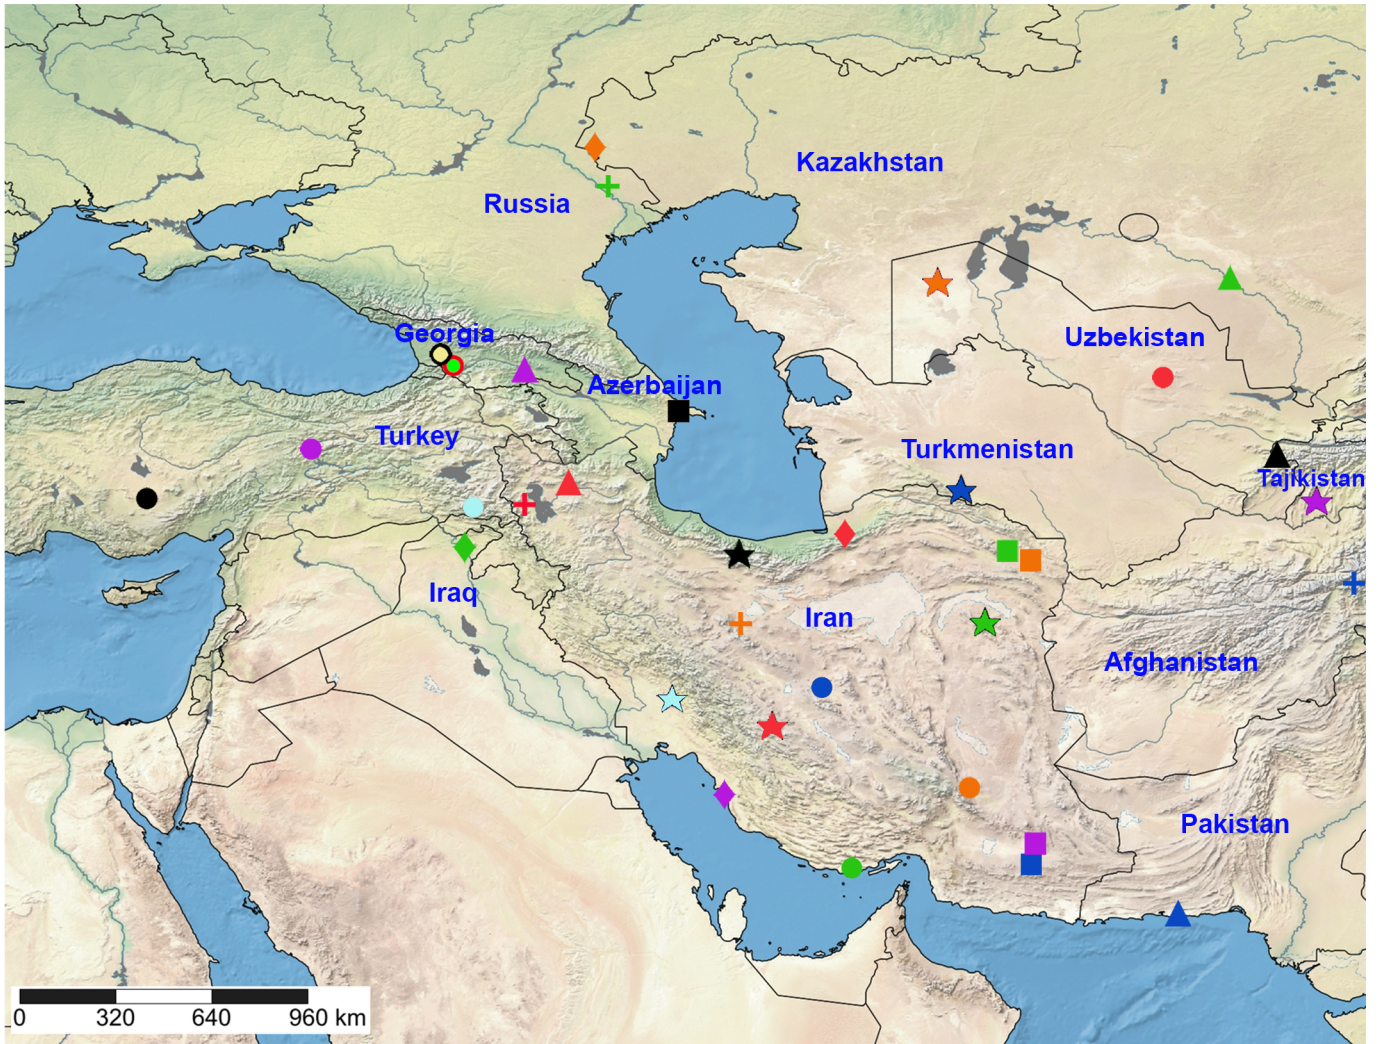 Kazakhstan
Russia
Georgia
Uzbekistan
Azerbaijan
Turkey
Turkmenistan
Tajikistan
Iraq
Iran
Afghanistan
Pakistan
0 320 640 960 km